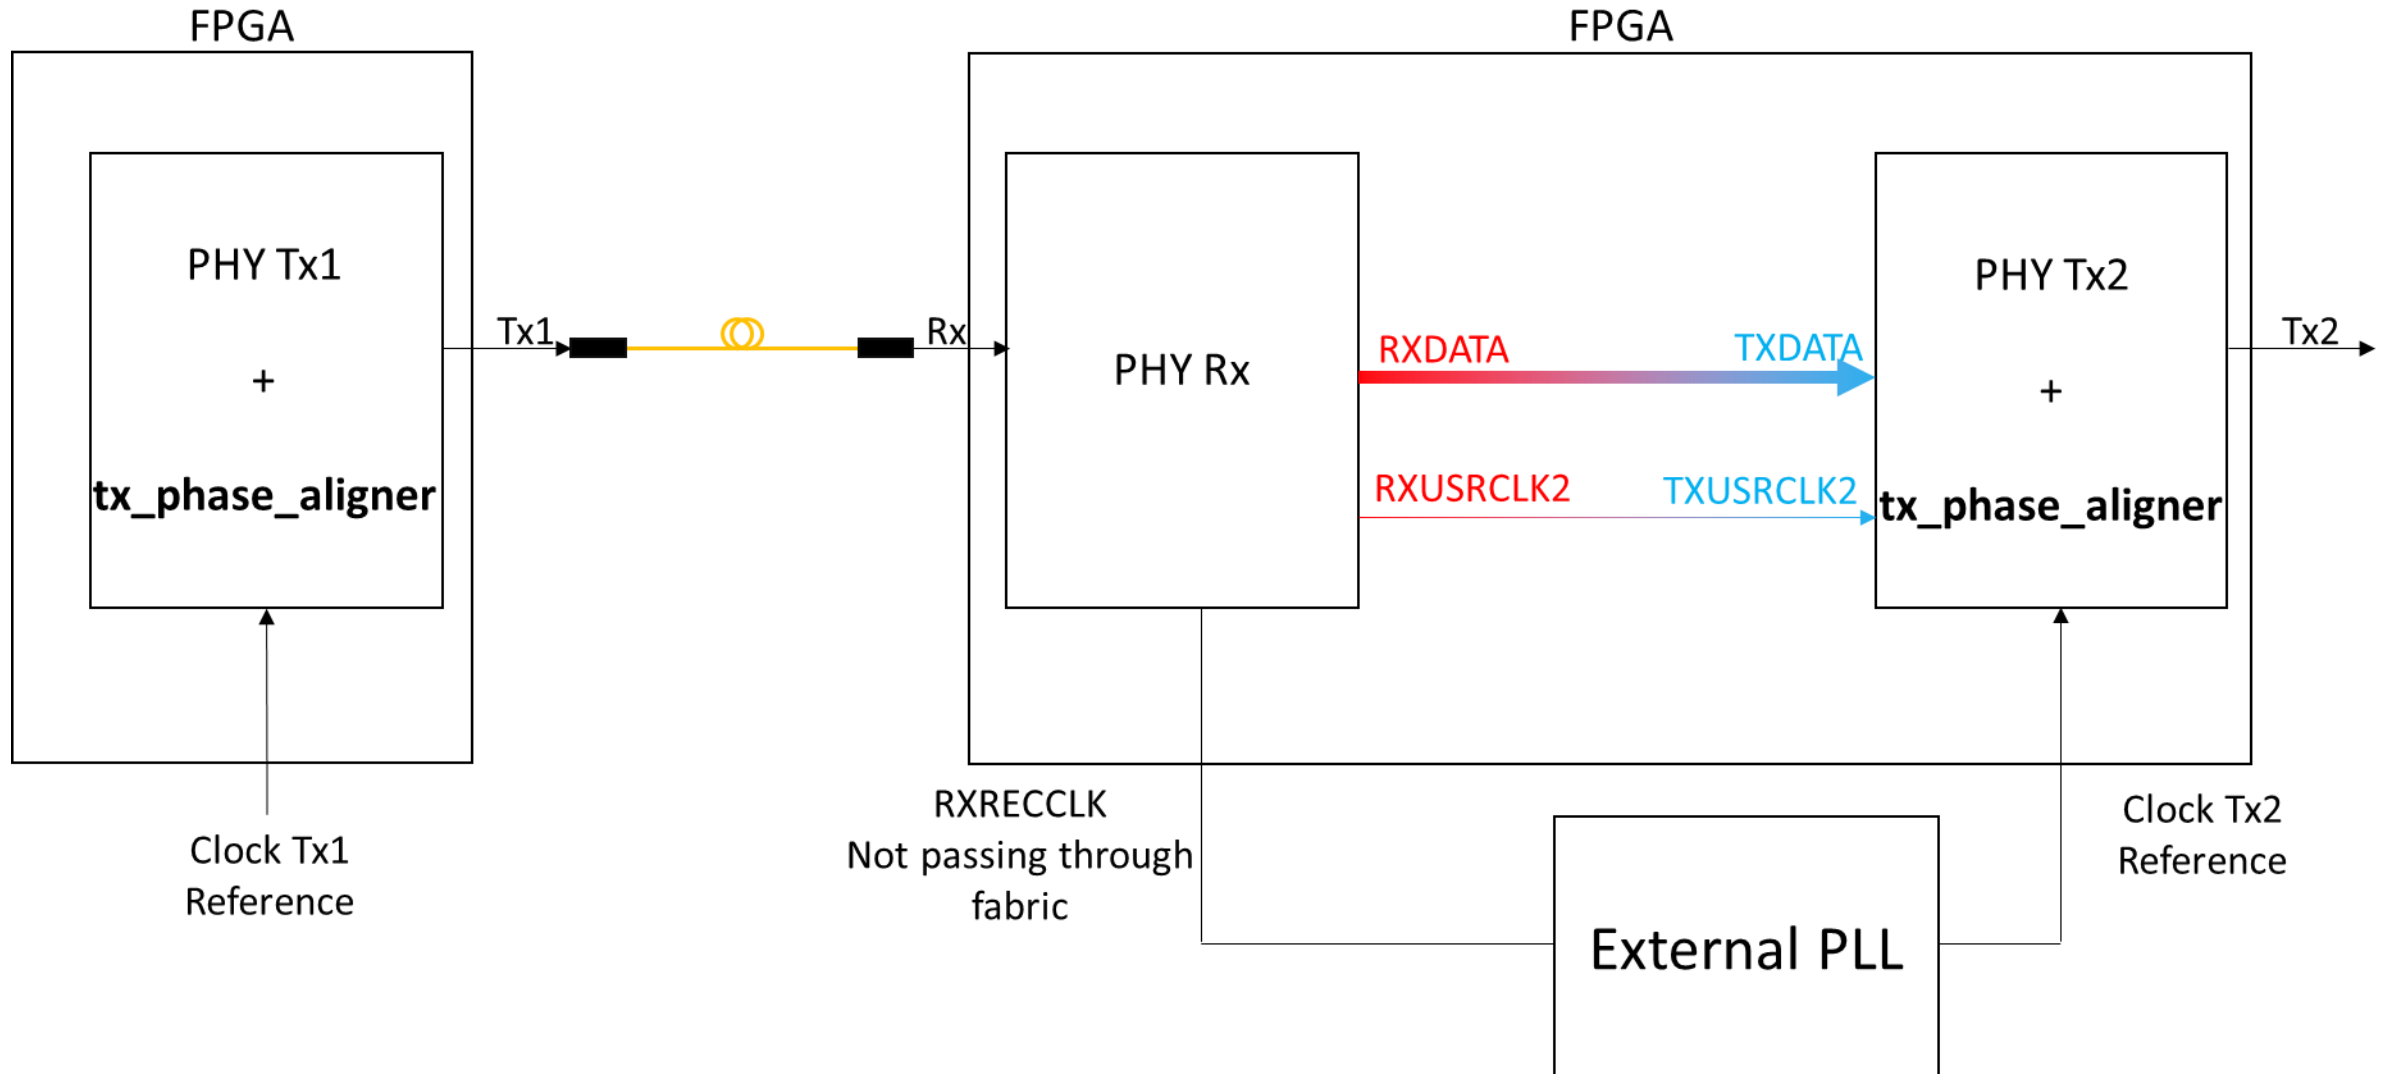 FPGA
FPGA
PHY Tx1
+
tx_phase_aligner
Tx1
Rx
PHY Rx
RXDATA
TXDATA
RXUSRCLK2
TXUSRCLK2
PHY Tx2
+
tx_phase_aligner
Tx2
Clock Tx1
Reference
RXRECCLK
Not passing through
fabric
External PLL
Clock Tx2
Reference